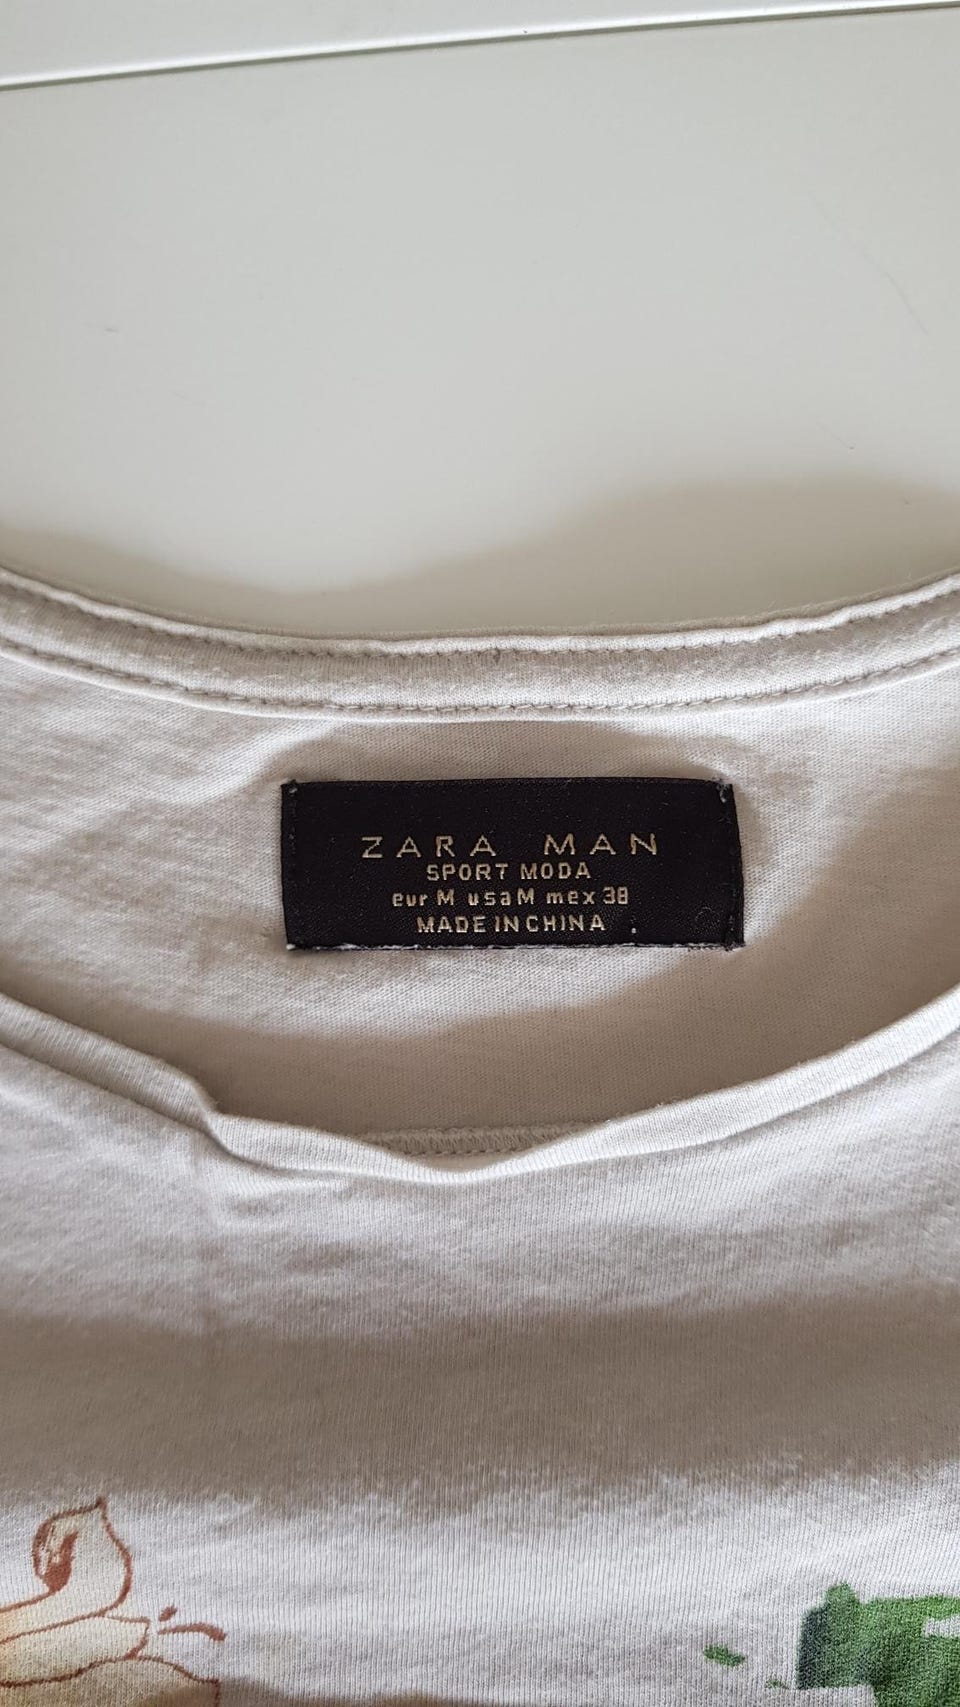 ZARA MAN
SPORT MODA
eur M usa M mex 38
MADE IN CHINA